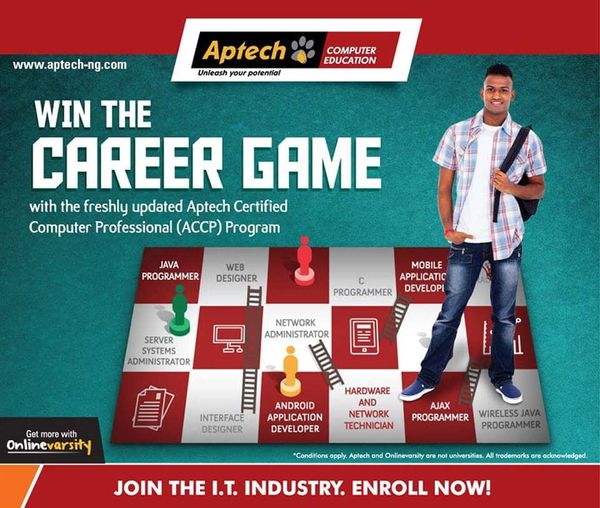 www.aptech-ng.com
Aptech
COMPUTER
EDUCATION
Unleash your potential
WIN THE
CAREER GAME
with the freshly updated Aptech Certified
Computer Professional (ACCP) Program
JAVA
PROGRAMMER
WEB
DESIGNER
C
PROGRAMMER
MOBILE
APPLICATIO
DEVELOP
SERVER
SYSTEMS
ADMINISTRATOR
NETWORK
ADMINISTRATOR
INTERFACE
DESIGNER
ANDROID
APPLICATION
DEVELOPER
HARDWARE
AND
NETWORK
TECHNICIAN
AJAX
PROGRAMMER
WIRELESS JAVA
PROGRAMMER
Get more with
Onlinevarsity
*Conditions apply. Aptech and Onlinevarsity are not universities. All trademarks are acknowledged.
JOIN THE I.T. INDUSTRY. ENROLL NOW!